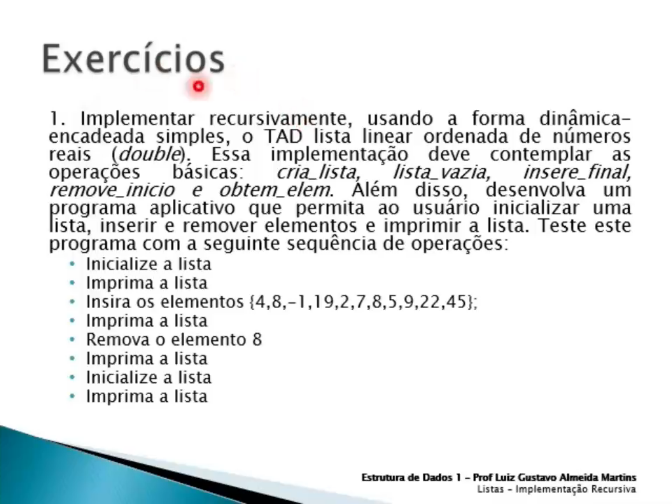 Exercícios
1. Implementar recursivamente, usando a forma dinâmica-
encadeada simples, o TAD lista linear ordenada de números
reais (double). Essa implementação deve contemplar as
operações básicas: cria_lista, lista_vazia, insere_final,
remove_inicio e obtem_elem. Além disso, desenvolva um
programa aplicativo que permita ao usuário inicializar uma
lista, inserir e remover elementos e imprimir a lista. Teste este
programa com a seguinte sequência de operações:
• Inicialize a lista
• Imprima a lista
• Insira os elementos {4,8,-1,19,2,7,8,5,9,22,45};
• Imprima a lista
• Remova o elemento 8
• Imprima a lista
• Inicialize a lista
• Imprima a lista
Estrutura de Dados 1 - Prof Luiz Gustavo Almeida Martins
Listas - Implementação Recursiva